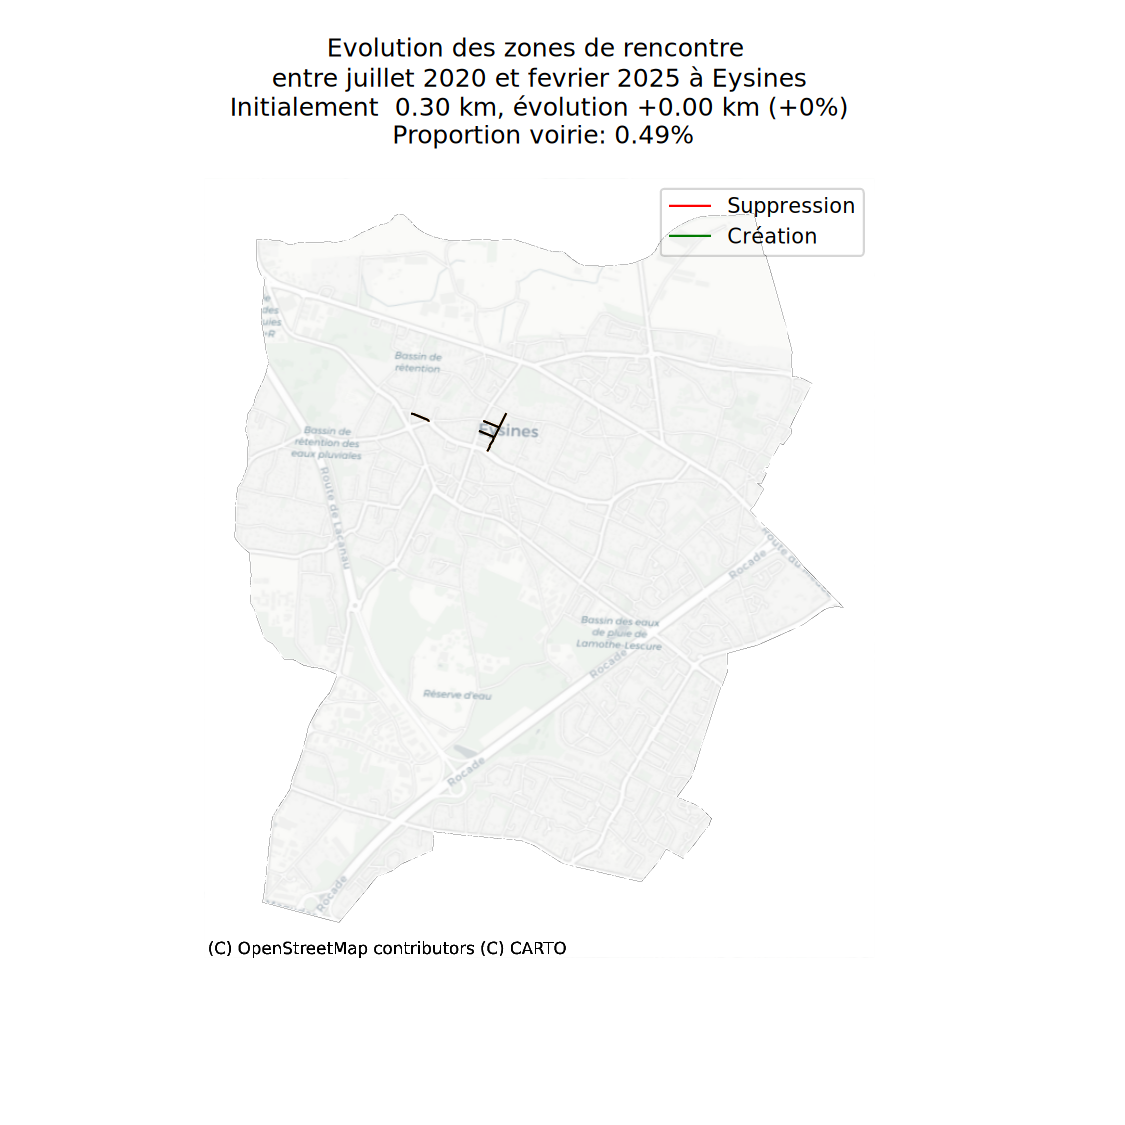 Evolution des zones de rencontre
entre juillet 2020 et fevrier 2025 à Eysines
Initialement  0.30 km, évolution +0.00 km (+0%)
Proportion voirie: 0.49%
Suppression
Création
Bassin de
rétention
Eysines
Bassin de
rétention des
eaux pluviales
Route de Lacanau
Rocade
Bassin des eaux
de pluie de
Lamothe-Lescure
Rocade
Réserve d'eau
Rocade
Rocade
(C) OpenStreetMap contributors (C) CARTO